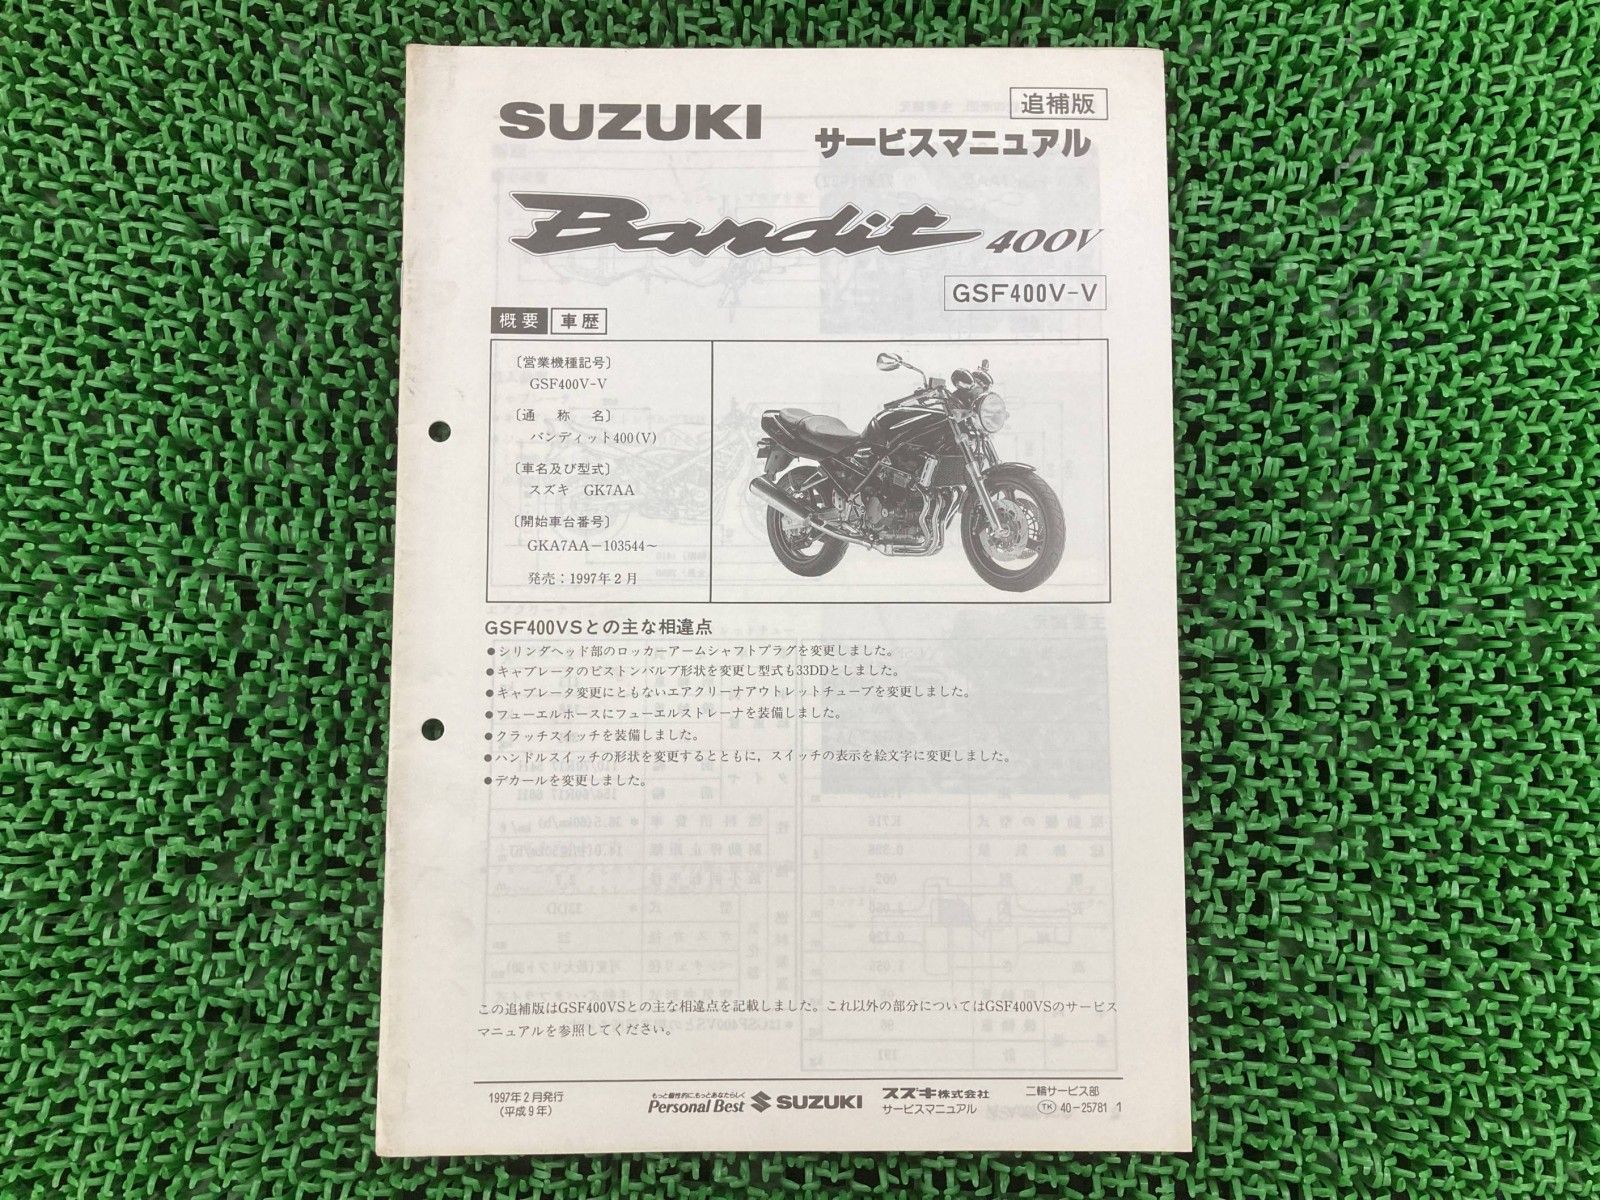 SUZUKI
追補版
サービスマニュアル
Bandit 400V
GSF400V-V
概要 車歴
〔営業機種記号〕
GSF400V-V
〔通 称 名〕
バンディット400(V)
〔車名及び型式〕
スズキ GK7AA
〔開始車台番号〕
GKA7AA－103544～
発売：1997年2月
GSF400VSとの主な相違点
●シリンダヘッド部のロッカーアームシャフトプラグを変更しました。
●キャブレータのピストンバルブ形状を変更し型式も33DDとしました。
●キャブレータ変更にともないエアクリーナアウトレットチューブを変更しました。
●フューエルホースにフューエルストレーナを装備しました。
●クラッチスイッチを装備しました。
●ハンドルスイッチの形状を変更するとともに，スイッチの表示を絵文字に変更しました。
●デカールを変更しました。
この追補版はGSF400VSとの主な相違点を記載しました。これ以外の部分についてはGSF400VSのサービス
マニュアルを参照してください。
1997年2月発行
(平成9年)
もっと個性的に、もっとあなたらしく
Personal Best SUZUKI
スズキ株式会社
サービスマニュアル
二輪サービス部
TK 40-25781 1